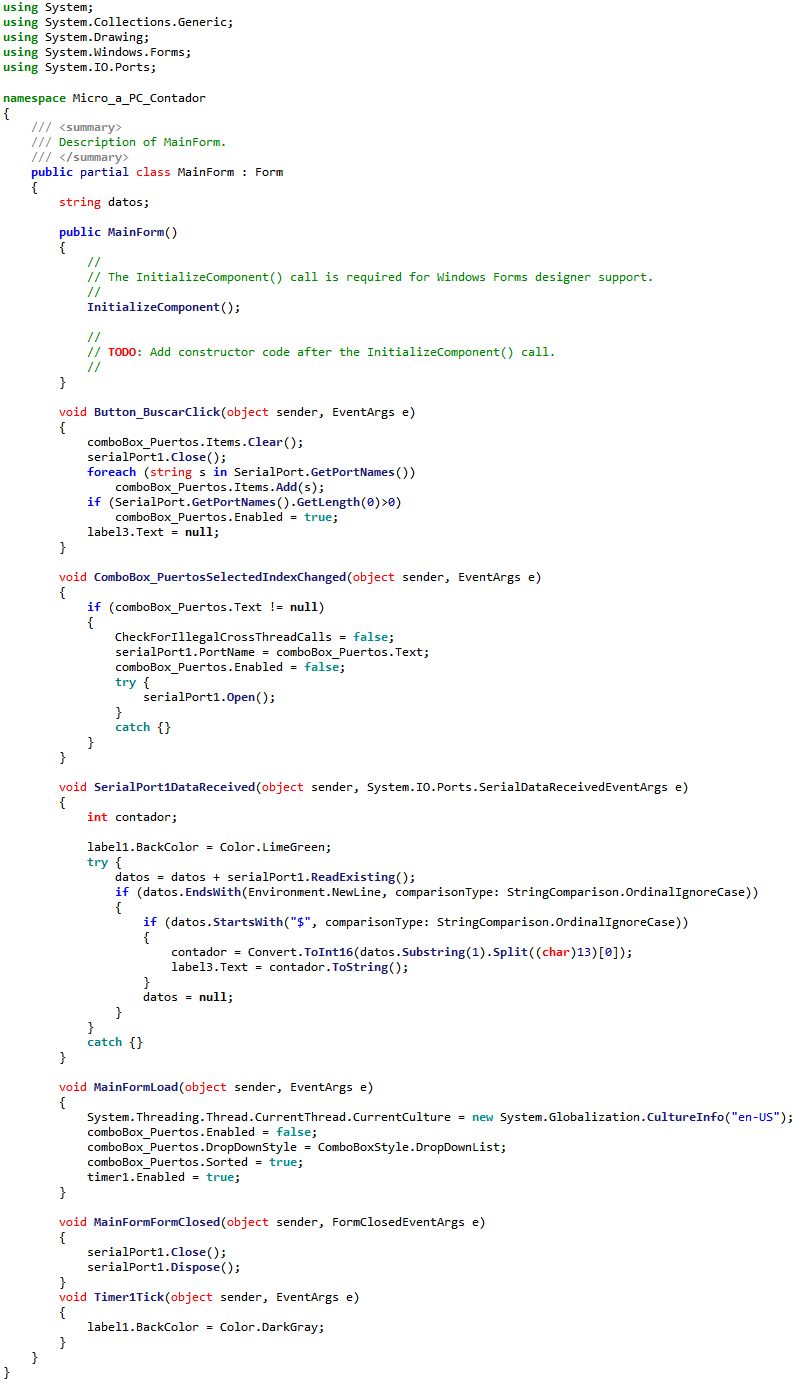 using System;
using System.Collections.Generic;
using System.Drawing;
using System.Windows.Forms;
using System.IO.Ports;

namespace Micro_a_PC_Contador
{
    /// <summary>
    /// Description of MainForm.
    /// </summary>
    public partial class MainForm : Form
    {
        string datos;

        public MainForm()
        {
            //
            // The InitializeComponent() call is required for Windows Forms designer support.
            //
            InitializeComponent();

            //
            // TODO: Add constructor code after the InitializeComponent() call.
            //
        }

        void Button_BuscarClick(object sender, EventArgs e)
        {
            comboBox_Puertos.Items.Clear();
            serialPort1.Close();
            foreach (string s in SerialPort.GetPortNames())
                comboBox_Puertos.Items.Add(s);
            if (SerialPort.GetPortNames().GetLength(0)>0)
                comboBox_Puertos.Enabled = true;
            label3.Text = null;
        }

        void ComboBox_PuertosSelectedIndexChanged(object sender, EventArgs e)
        {
            if (comboBox_Puertos.Text != null)
            {
                CheckForIllegalCrossThreadCalls = false;
                serialPort1.PortName = comboBox_Puertos.Text;
                comboBox_Puertos.Enabled = false;
                try {
                    serialPort1.Open();
                }
                catch {}
            }
        }

        void SerialPort1DataReceived(object sender, System.IO.Ports.SerialDataReceivedEventArgs e)
        {
            int contador;

            label1.BackColor = Color.LimeGreen;
            try {
                datos = datos + serialPort1.ReadExisting();
                if (datos.EndsWith(Environment.NewLine, comparisonType: StringComparison.OrdinalIgnoreCase))
                {
                    if (datos.StartsWith("$", comparisonType: StringComparison.OrdinalIgnoreCase))
                    {
                        contador = Convert.ToInt16(datos.Substring(1).Split((char)13)[0]);
                        label3.Text = contador.ToString();
                    }
                    datos = null;
                }
            }
            catch {}
        }

        void MainFormLoad(object sender, EventArgs e)
        {
            System.Threading.Thread.CurrentThread.CurrentCulture = new System.Globalization.CultureInfo("en-US");
            comboBox_Puertos.Enabled = false;
            comboBox_Puertos.DropDownStyle = ComboBoxStyle.DropDownList;
            comboBox_Puertos.Sorted = true;
            timer1.Enabled = true;
        }

        void MainFormFormClosed(object sender, FormClosedEventArgs e)
        {
            serialPort1.Close();
            serialPort1.Dispose();
        }
        void Timer1Tick(object sender, EventArgs e)
        {
            label1.BackColor = Color.DarkGray;
        }
    }
}